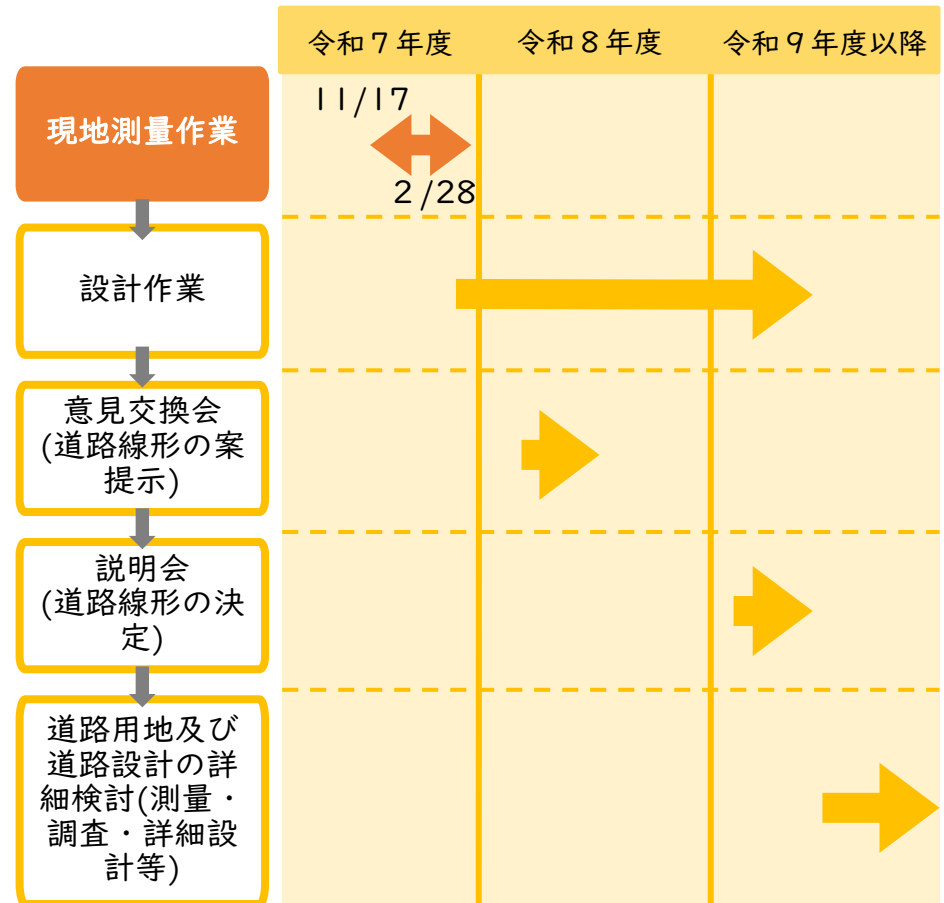 令和７年度
令和８年度
令和９年度以降
現地測量作業
11/17
2/28
設計作業
意見交換会
(道路線形の案
提示)
説明会
(道路線形の決
定)
道路用地及び
道路設計の詳
細検討(測量・
調査・詳細設
計等)